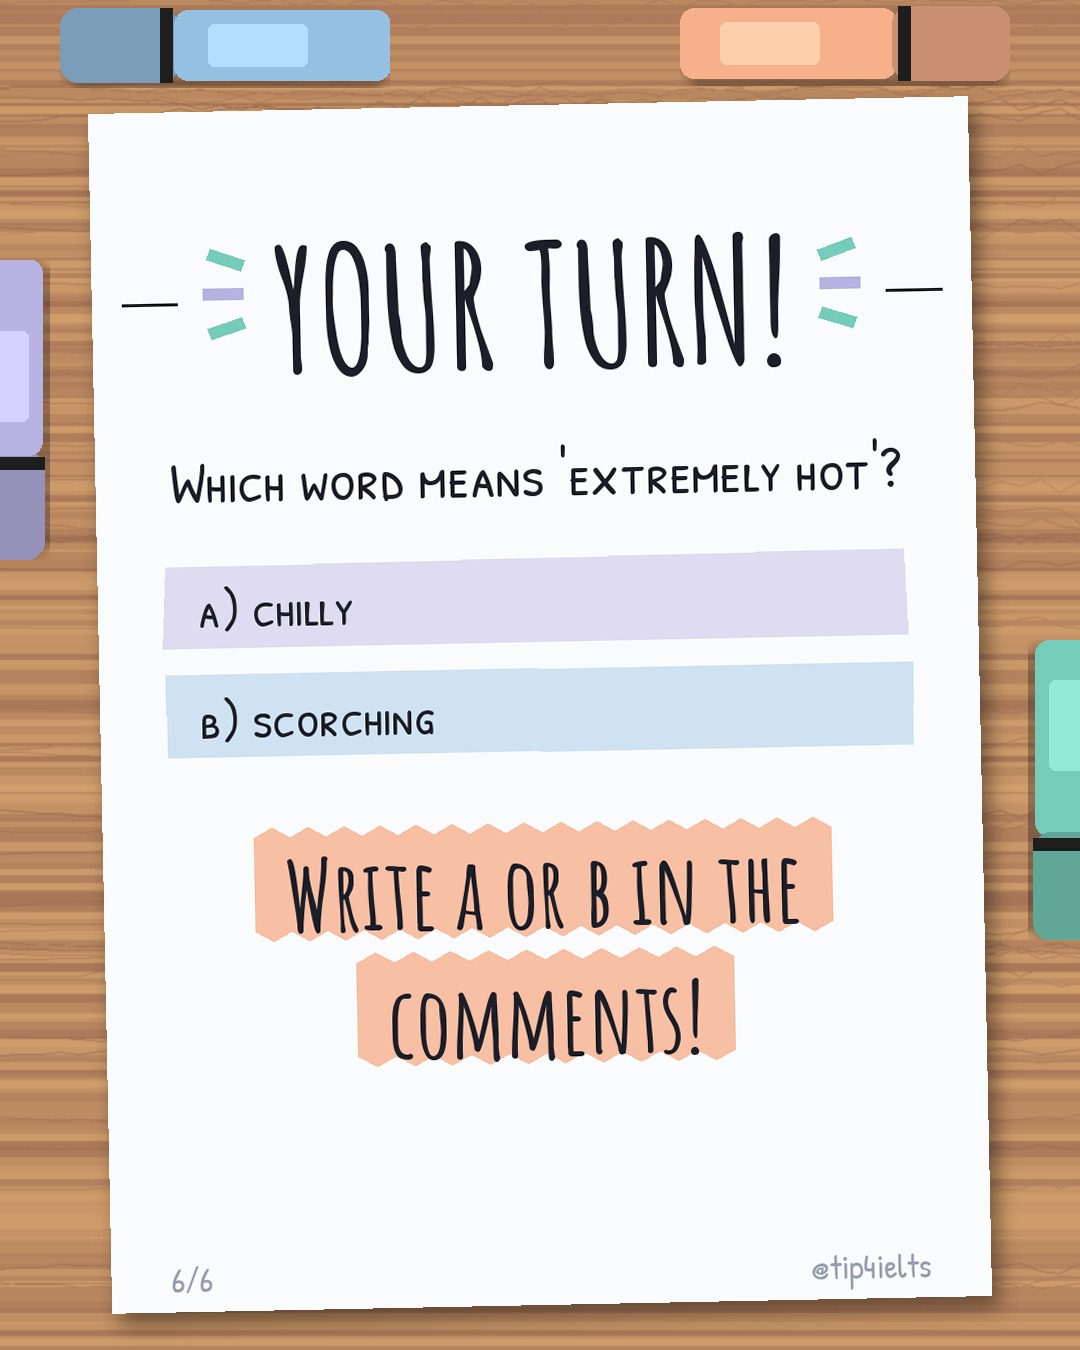 YOUR TURN!
WHICH WORD MEANS 'EXTREMELY HOT'?
A) CHILLY
B) SCORCHING
WRITE A OR B IN THE
COMMENTS!
6/6
@tip4ielts